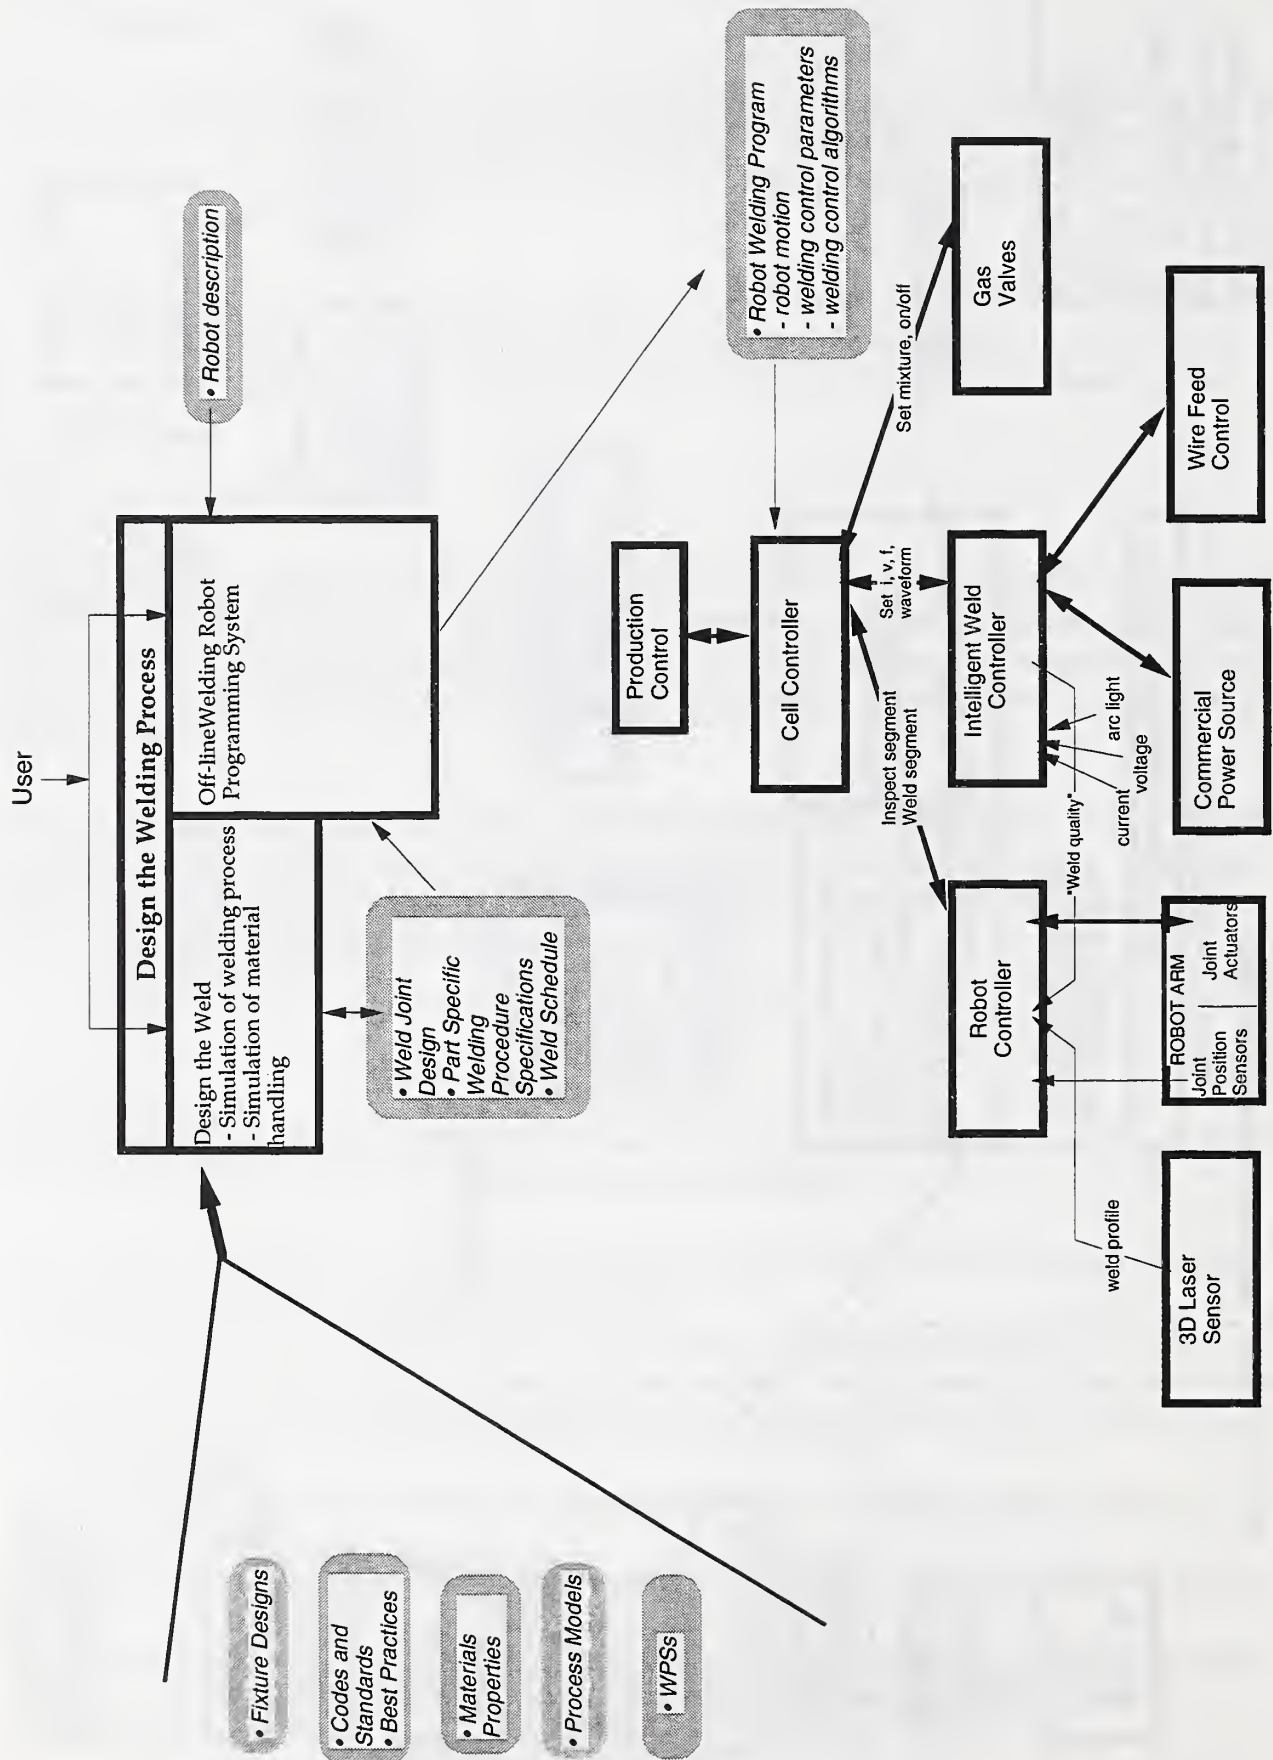 User
Design the Welding Process
Design the Weld
- Simulation of welding process
- Simulation of material
handling
Off-lineWelding Robot
Programming System
• Robot description
• Fixture Designs
• Codes and
Standards
• Best Practices
• Materials
Properties
• Process Models
• WPSs
• Weld Joint
Design
• Part Specific
Welding
Procedure
Specifications
• Weld Schedule
• Robot Welding Program
- robot motion
- welding control parameters
- welding control algorithms
Production
Control
Cell Controller
Inspect segment
Weld segment
Set i, v, f,
waveform
Set mixture, on/off
Robot
Controller
Intelligent Weld
Controller
Gas
Valves
"Weld quality"
current
voltage
arc light
weld profile
3D Laser
Sensor
ROBOT ARM
Joint
Position
Sensors
Joint
Actuators
Commercial
Power Source
Wire Feed
Control